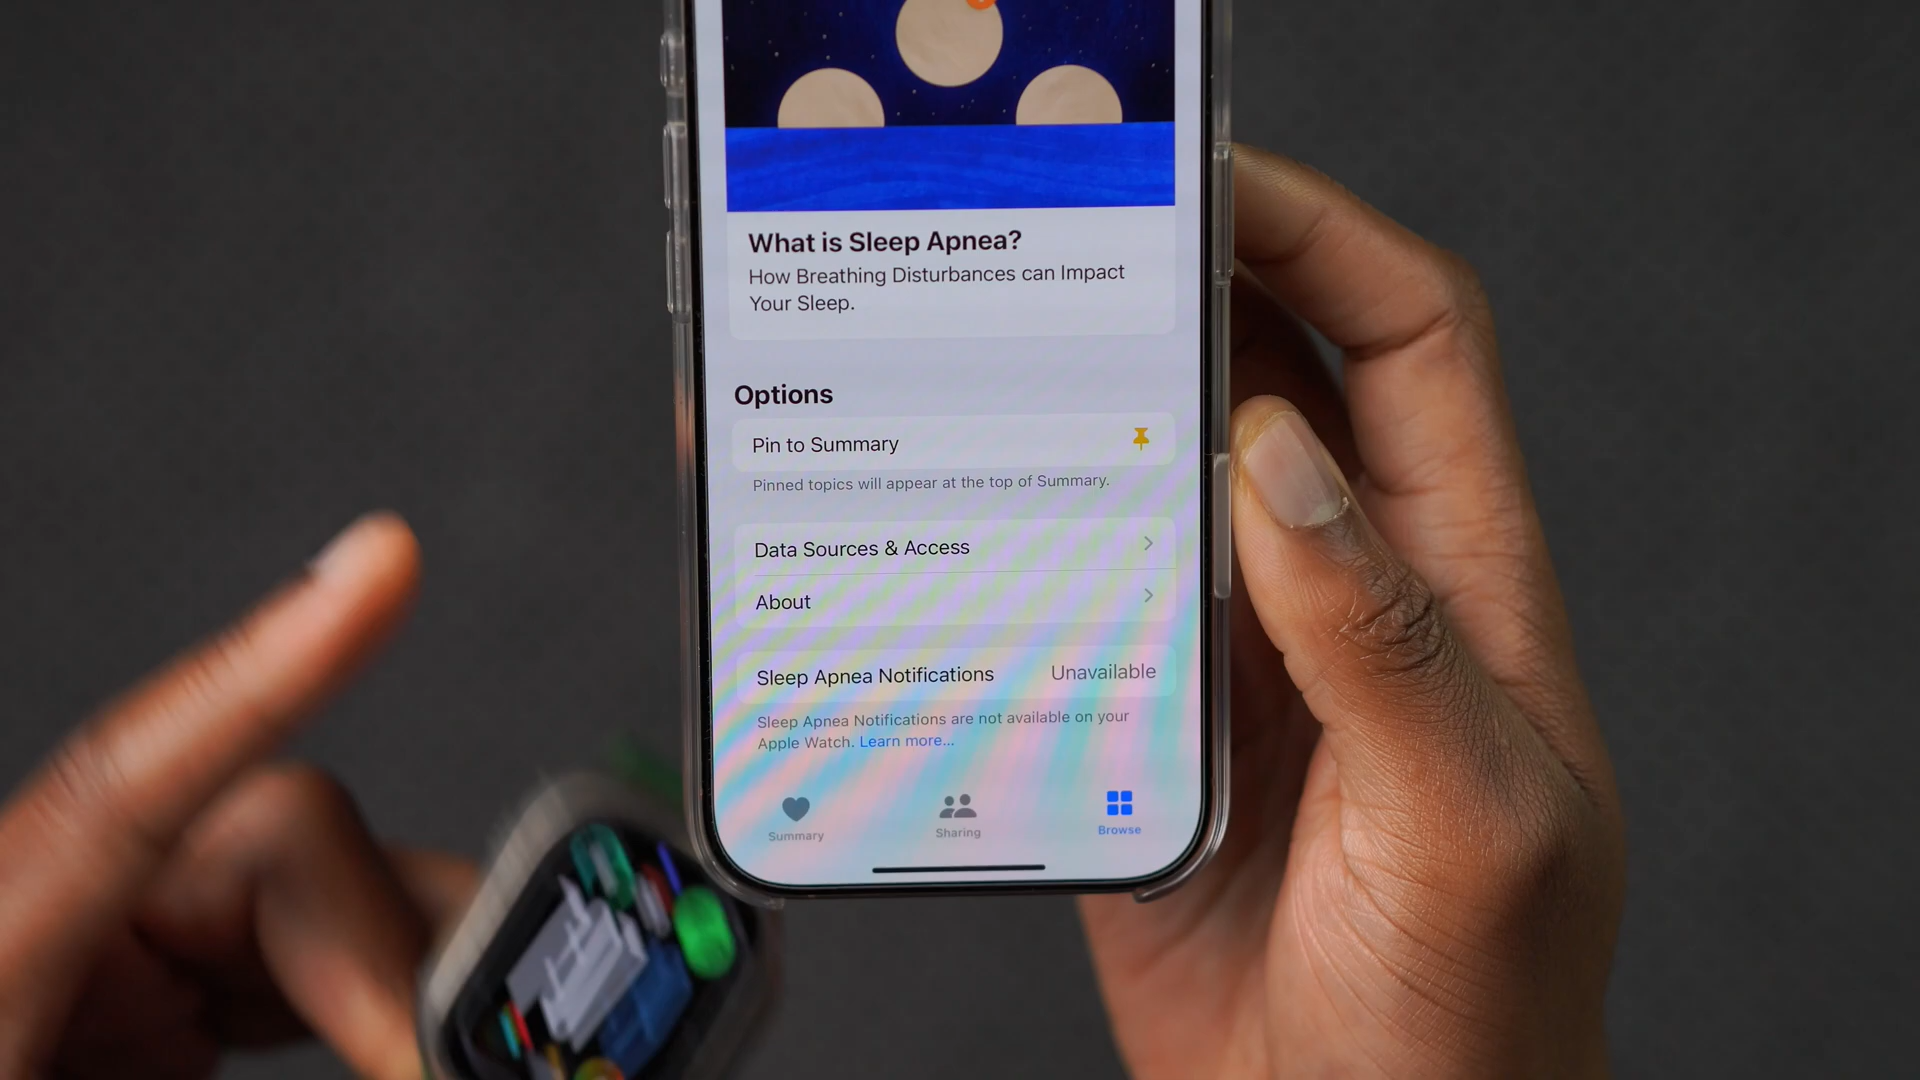 What is Sleep Apnea?
How Breathing Disturbances can Impact
Your Sleep.
Options
Pin to Summary
Pinned topics will appear at the top of Summary.
Data Sources & Access
About
Sleep Apnea Notifications Unavailable
Sleep Apnea Notifications are not available on your
Apple Watch. Learn more...
Summary Sharing Browse